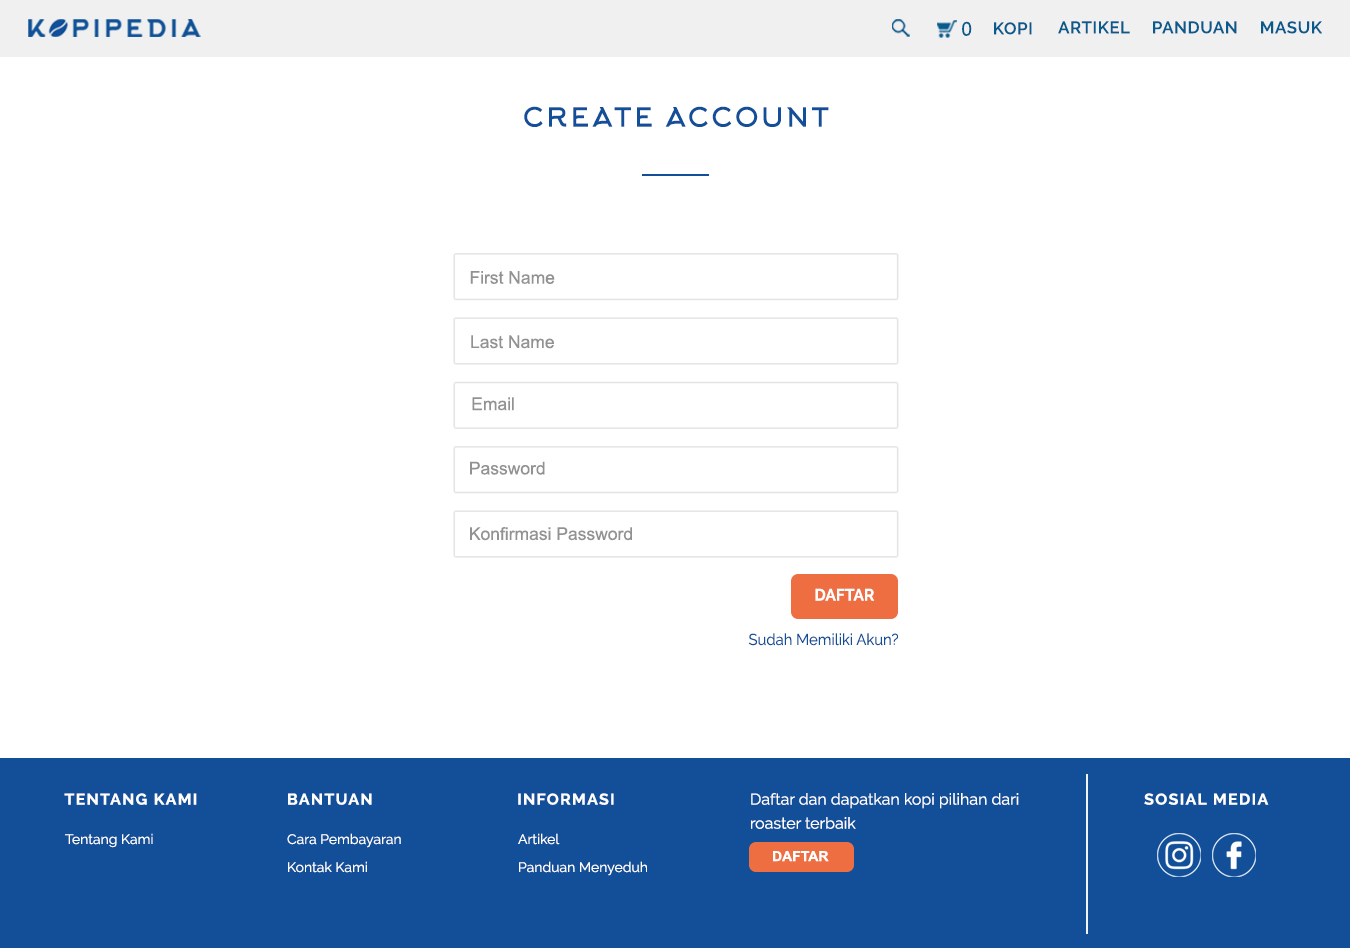 KOPIPEDIA
0 KOPI ARTIKEL PANDUAN MASUK
CREATE ACCOUNT
First Name
Last Name
Email
Password
Konfirmasi Password
DAFTAR
Sudah Memiliki Akun?
TENTANG KAMI
Tentang Kami
BANTUAN
Cara Pembayaran
Kontak Kami
INFORMASI
Artikel
Panduan Menyeduh
Daftar dan dapatkan kopi pilihan dari
roaster terbaik
DAFTAR
SOSIAL MEDIA